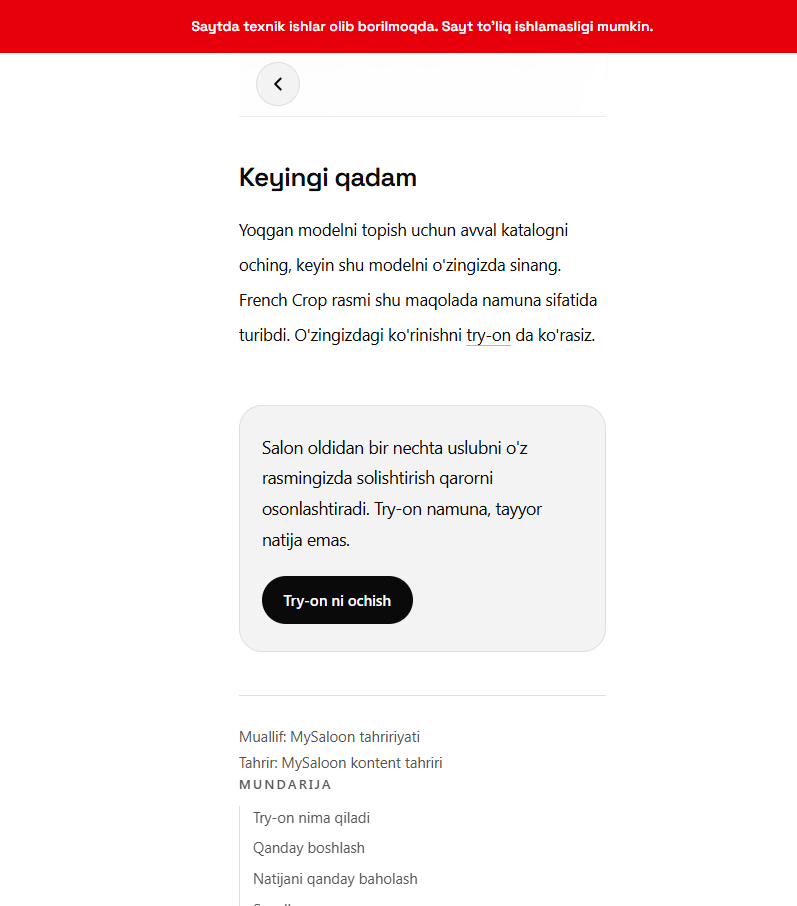 Saytda texnik ishlar olib borilmoqda. Sayt to’liq ishlamasligi mumkin.
Keyingi qadam
Yoqgan modelni topish uchun avval katalogni
oching, keyin shu modelni o'zingizda sinang.
French Crop rasmi shu maqolada namuna sifatida
turibdi. O'zingizdagi ko'rinishni try-on da ko'rasiz.
Salon oldidan bir nechta uslubni o'z
rasmingizda solishtirish qarorni
osonlashtiradi. Try-on namuna, tayyor
natija emas.
Try-on ni ochish
Muallif: MySaloon tahririyati
Tahrir: MySaloon kontent tahriri
MUNDARIJA
Try-on nima qiladi
Qanday boshlash
Natijani qanday baholash